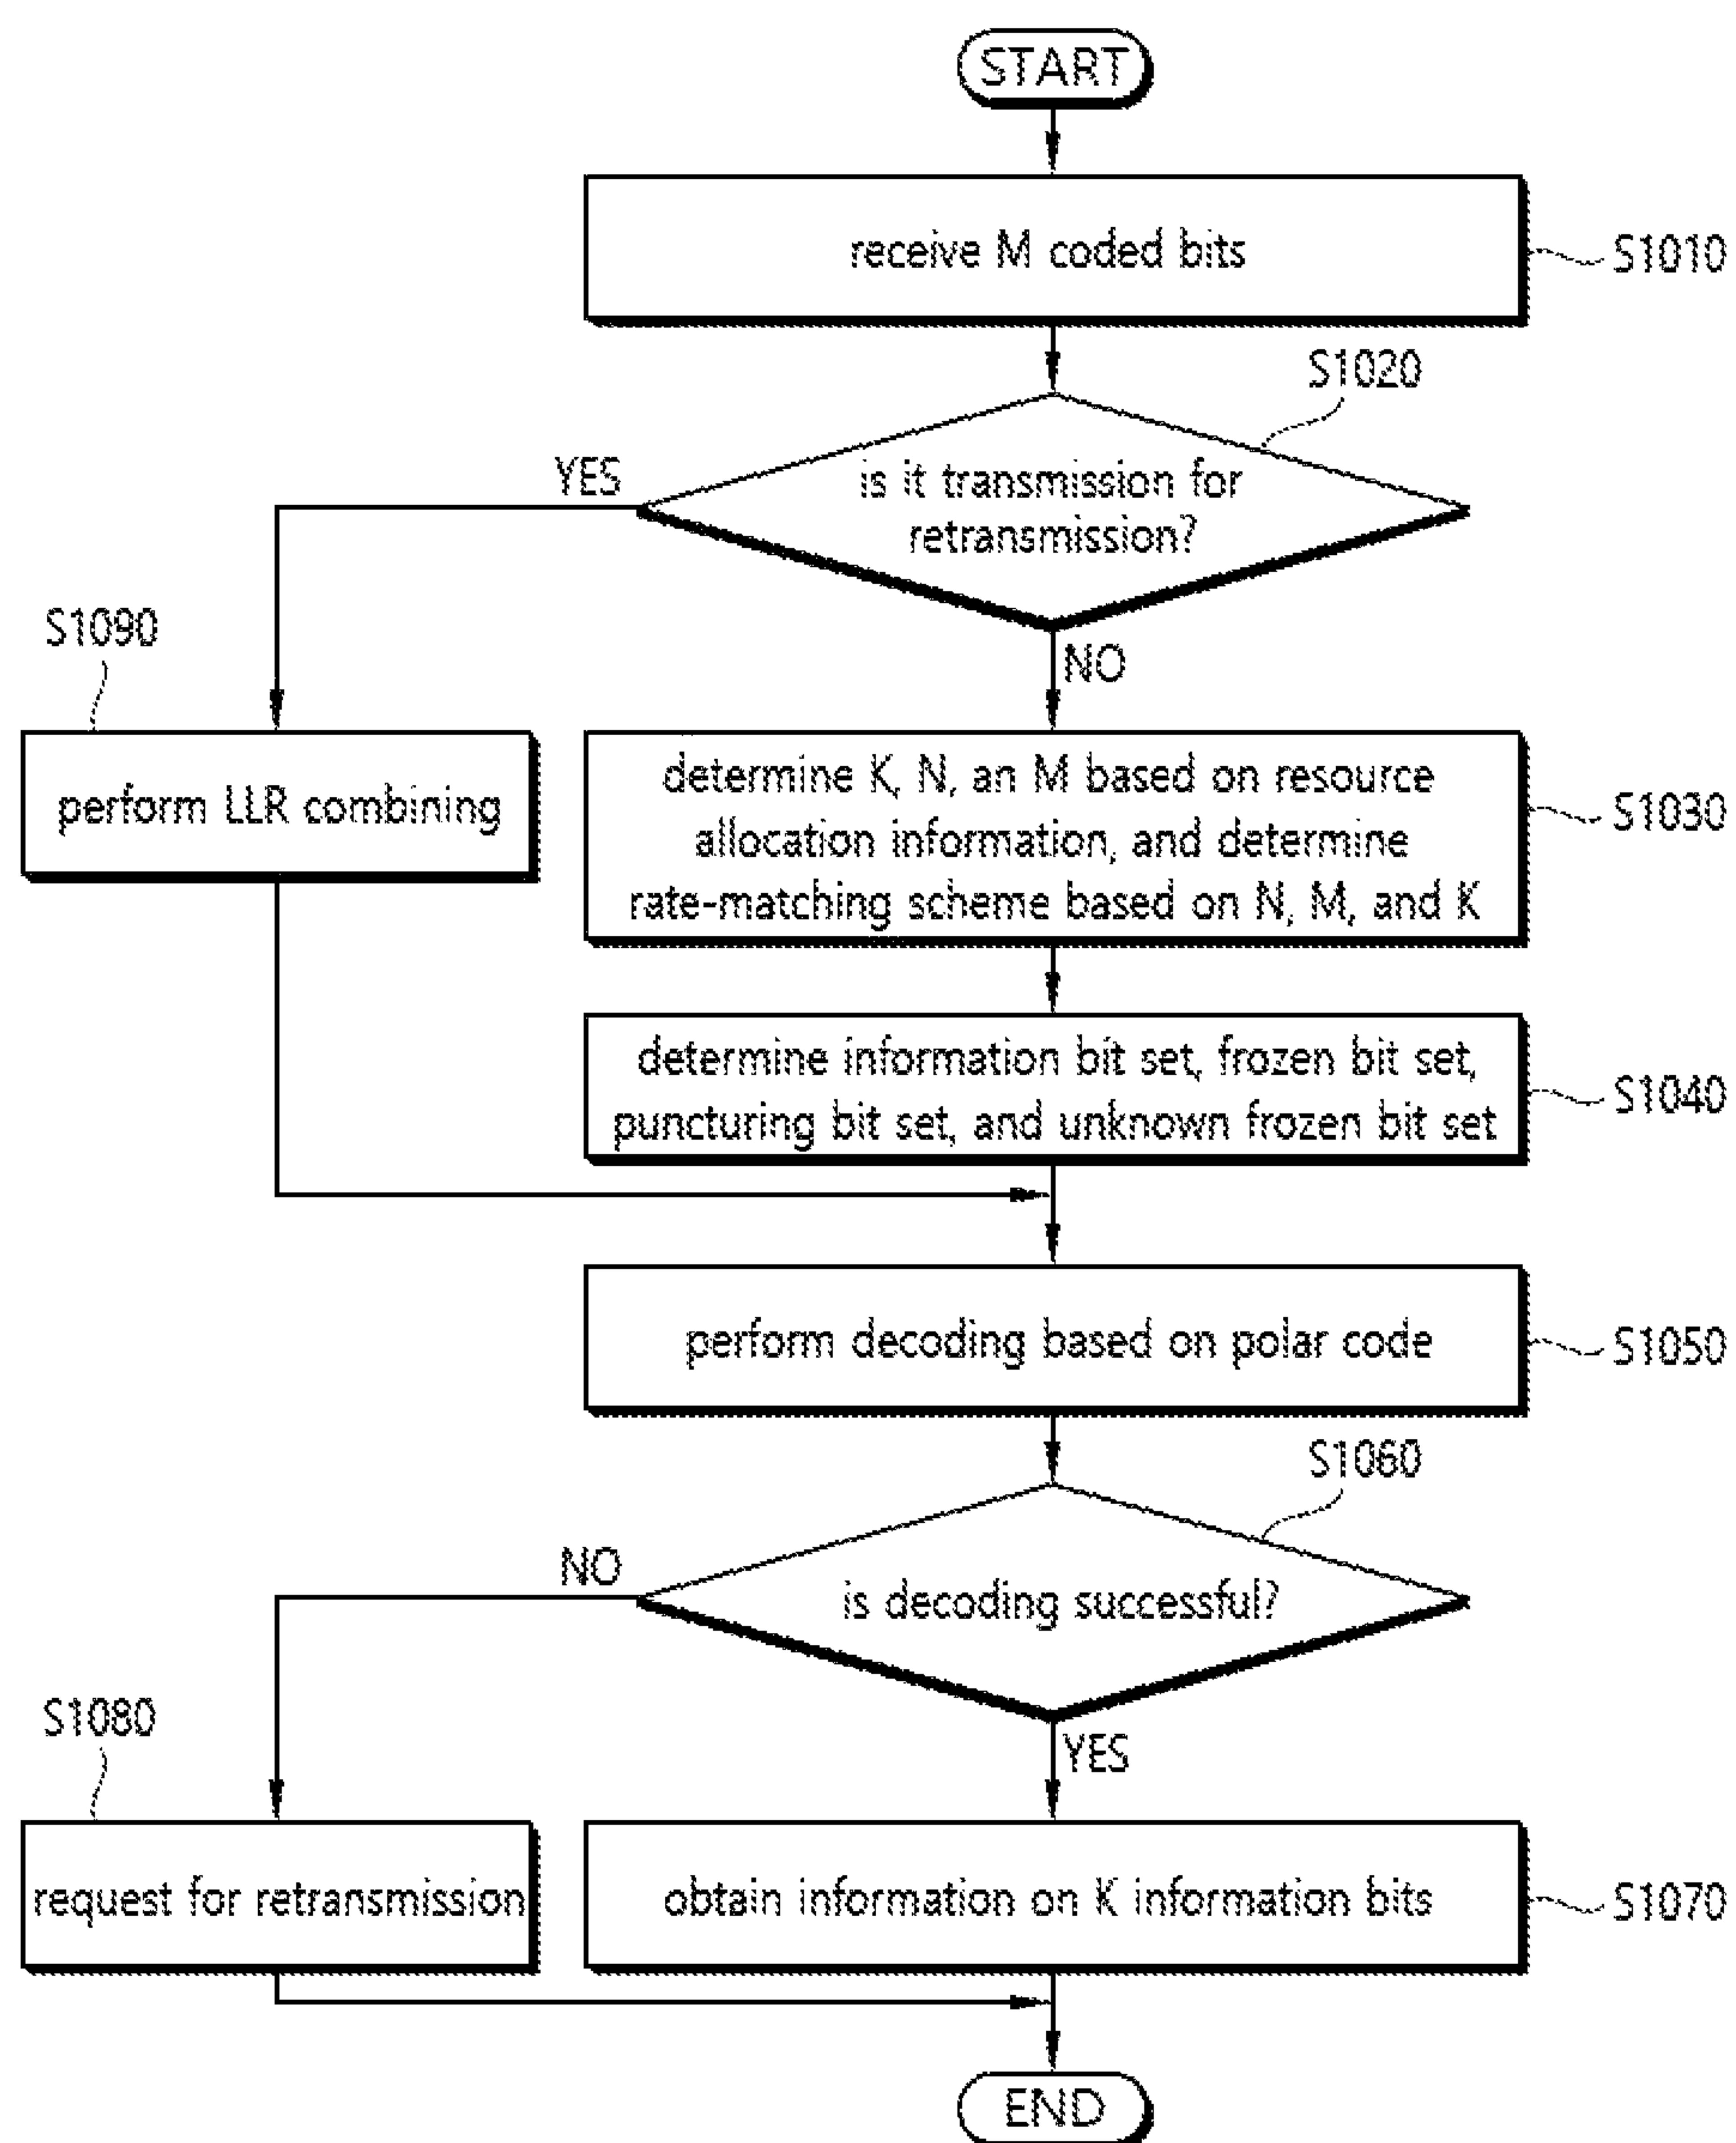 START
receive M coded bits
S1010
S1020
is it transmission for
retransmission?
YES
NO
S1090
perform LLR combining
determine K, N, an M based on resource
allocation information, and determine
rate-matching scheme based on N, M, and K
S1030
determine information bit set, frozen bit set,
puncturing bit set, and unknown frozen bit set
S1040
perform decoding based on polar code
S1050
S1060
is decoding successful?
NO
YES
S1080
request for retransmission
obtain information on K information bits
S1070
END